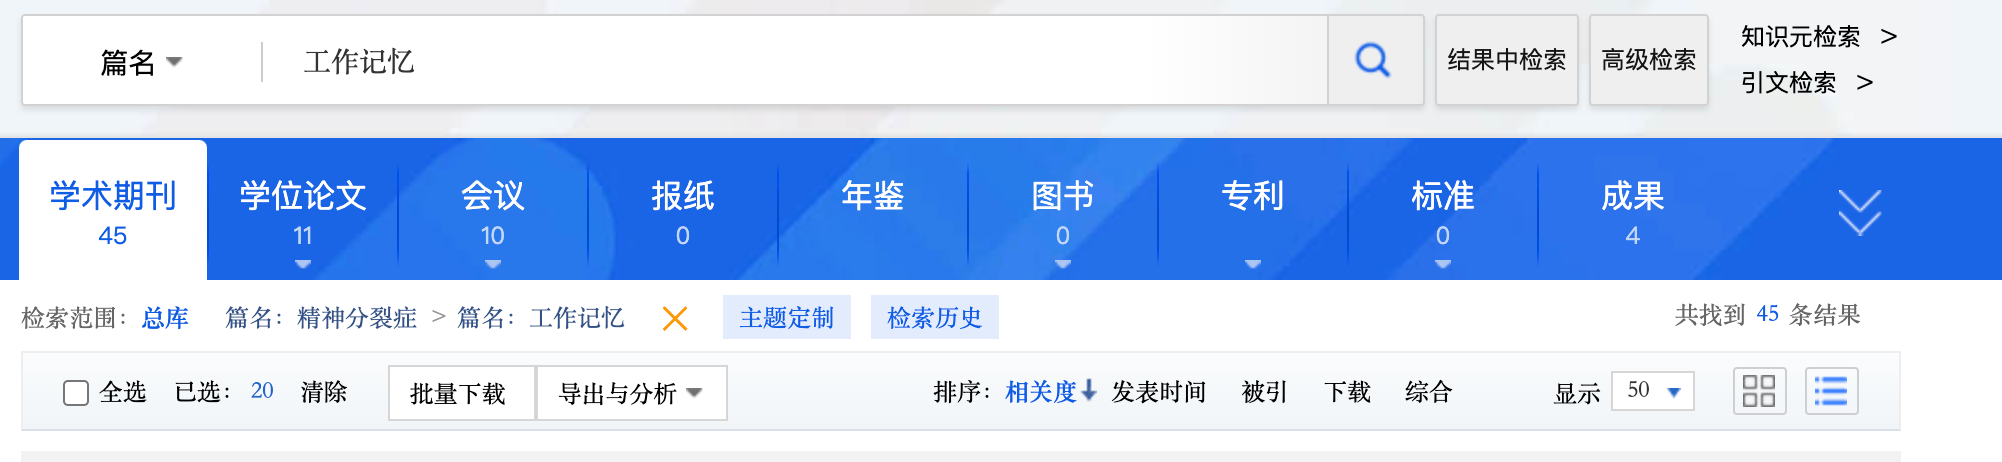 篇名 工作记忆 结果中检索 高级检索 知识元检索 >
引文检索 >
学术期刊 学位论文 会议 报纸 年鉴 图书 专利 标准 成果
45 11 10 0 0 0 4
检索范围：总库 篇名：精神分裂症 > 篇名：工作记忆 主题定制 检索历史 共找到 45 条结果
全选 已选：20 清除 批量下载 导出与分析 排序：相关度 发表时间 被引 下载 综合 显示 50